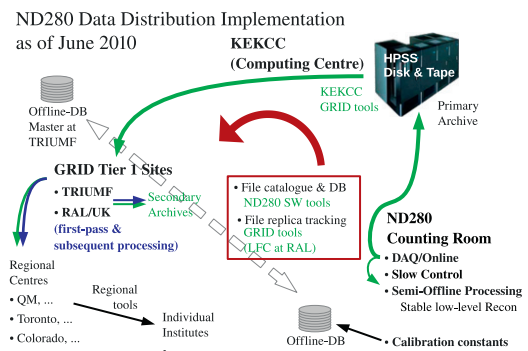 ND280 Data Distribution Implementation
as of June 2010
KEKCC
(Computing Centre)
HPSS
Disk & Tape
KEKCC
GRID tools
Primary
Archive
Offline-DB
Master at
TRIUMF
GRID Tier 1 Sites
• TRIUMF
• RAL/UK
(first-pass &
subsequent processing)
Secondary
Archives
• File catalogue & DB
ND280 SW tools
• File replica tracking
GRID tools
(LFC at RAL)
ND280
Counting Room
• DAQ/Online
• Slow Control
• Semi-Offline Processing
Stable low-level Recon
Regional
Centres
• QM, ...
• Toronto, ...
• Colorado, ...
Regional
tools
Individual
Institutes
Offline-DB
• Calibration constants